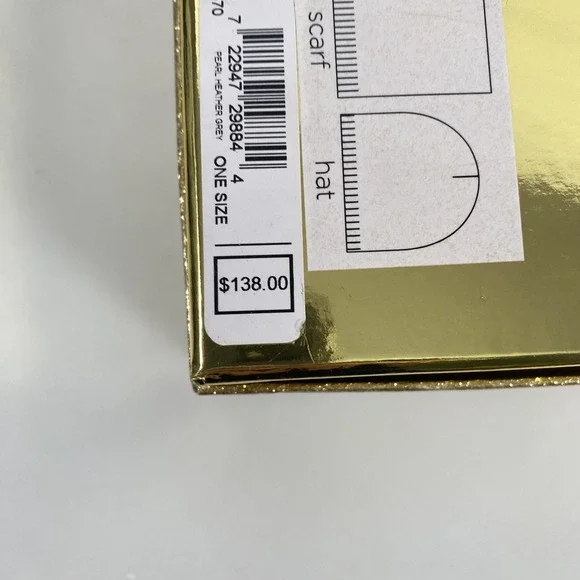 70
7 22947 29884 4
PEARL HEATHER GREY
ONE SIZE
$138.00
scarf
hat